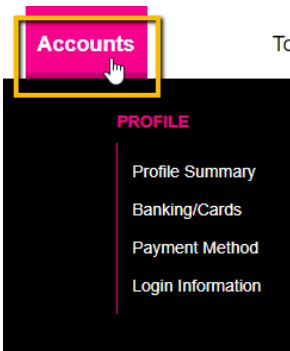 Accounts
PROFILE
Profile Summary
Banking/Cards
Payment Method
Login Information